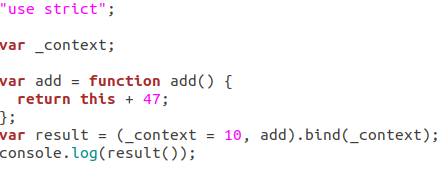 "use strict";

var _context;

var add = function add() {
  return this + 47;
};
var result = (_context = 10, add).bind(_context);
console.log(result());